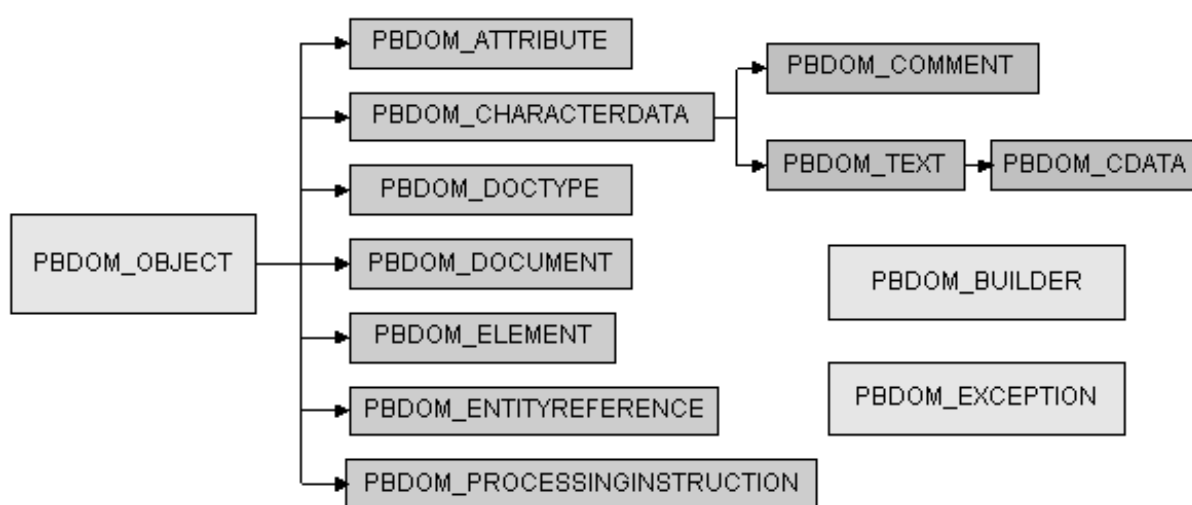 PBDOM_ATTRIBUTE
PBDOM_COMMENT
PBDOM_CHARACTERDATA
PBDOM_TEXT
PBDOM_CDATA
PBDOM_DOCTYPE
PBDOM_OBJECT
PBDOM_DOCUMENT
PBDOM_BUILDER
PBDOM_ELEMENT
PBDOM_EXCEPTION
PBDOM_ENTITYREFERENCE
PBDOM_PROCESSINGINSTRUCTION